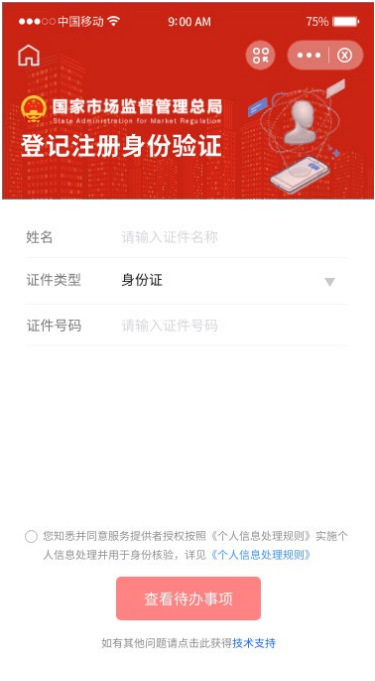 中国移动 9:00 AM 75%
国家市场监督管理总局
State Administration for Market Regulation
登记注册身份验证
姓名 请输入证件名称
证件类型 身份证
证件号码 请输入证件号码
您知悉并同意服务提供者授权按照《个人信息处理规则》实施个
人信息处理并用于身份核验，详见《个人信息处理规则》
查看待办事项
如有其他问题请点击此获得技术支持